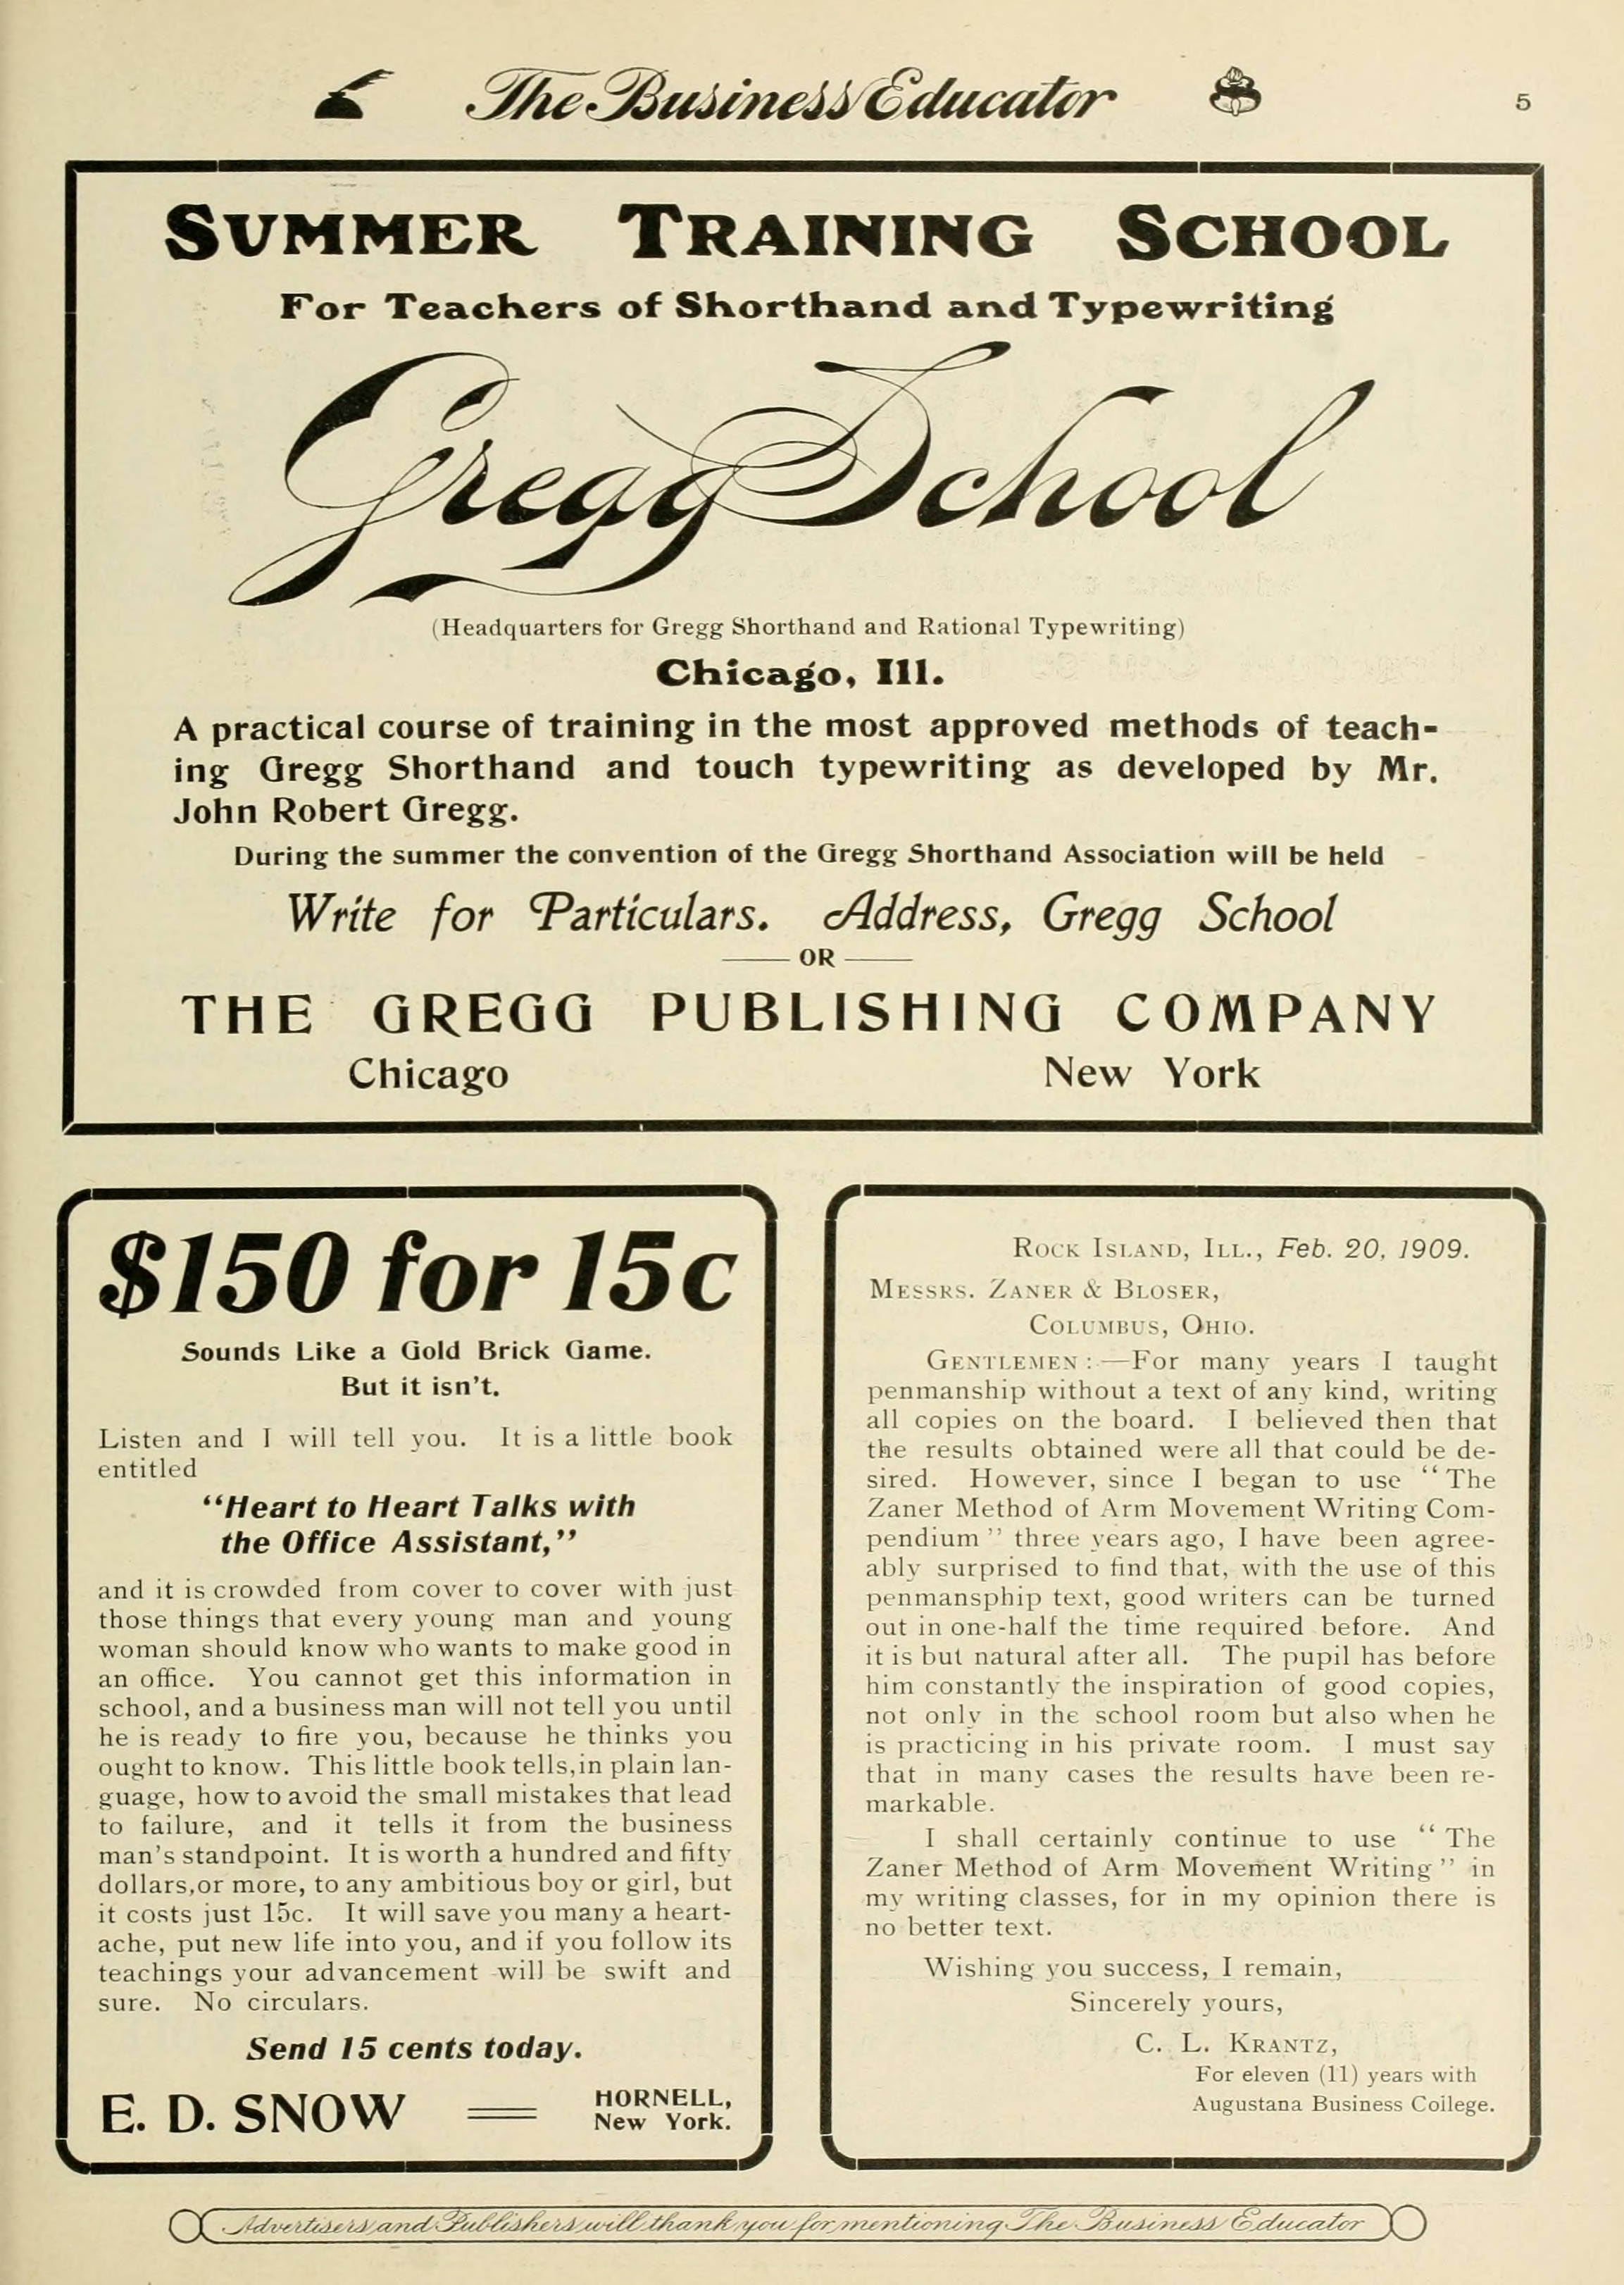 The Business Educator
5
SUMMER TRAINING SCHOOL
For Teachers of Shorthand and Typewriting
Gregg School
(Headquarters for Gregg Shorthand and Rational Typewriting)
Chicago, Ill.
A practical course of training in the most approved methods of teach-
ing Gregg Shorthand and touch typewriting as developed by Mr.
John Robert Gregg.
During the summer the convention of the Gregg Shorthand Association will be held
Write for Particulars. Address, Gregg School
OR
THE GREGG PUBLISHING COMPANY
Chicago New York
$150 for 15c
Sounds Like a Gold Brick Game.
But it isn't.
Listen and I will tell you. It is a little book
entitled
"Heart to Heart Talks with
the Office Assistant,"
and it is crowded from cover to cover with just
those things that every young man and young
woman should know who wants to make good in
an office. You cannot get this information in
school, and a business man will not tell you until
he is ready to fire you, because he thinks you
ought to know. This little book tells,in plain lan-
guage, how to avoid the small mistakes that lead
to failure, and it tells it from the business
man's standpoint. It is worth a hundred and fifty
dollars,or more, to any ambitious boy or girl, but
it costs just 15c. It will save you many a heart-
ache, put new life into you, and if you follow its
teachings your advancement will be swift and
sure. No circulars.
Send 15 cents today.
E. D. SNOW == HORNELL,
New York.
ROCK ISLAND, ILL., Feb. 20, 1909.
MESSRS. ZANER & BLOSER,
COLUMBUS, OHIO.
GENTLEMEN:—For many years I taught
penmanship without a text of any kind, writing
all copies on the board. I believed then that
the results obtained were all that could be de-
sired. However, since I began to use "The
Zaner Method of Arm Movement Writing Com-
pendium" three years ago, I have been agree-
ably surprised to find that, with the use of this
penmanspship text, good writers can be turned
out in one-half the time required before. And
it is but natural after all. The pupil has before
him constantly the inspiration of good copies,
not only in the school room but also when he
is practicing in his private room. I must say
that in many cases the results have been re-
markable.
I shall certainly continue to use "The
Zaner Method of Arm Movement Writing" in
my writing classes, for in my opinion there is
no better text.
Wishing you success, I remain,
Sincerely yours,
C. L. KRANTZ,
For eleven (11) years with
Augustana Business College.
Advertisers and Publishers will thank you for mentioning The Business Educator